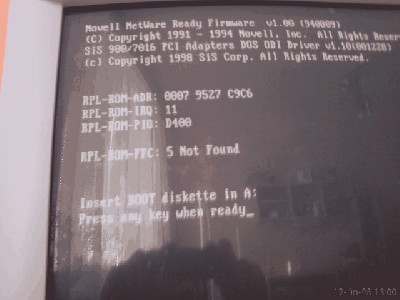 Novell NetWare Ready Firmware v1.00 (940809)
(C) Copyright 1991 - 1994 Novell, Inc. All Rights Reser
SiS 900/7016 PCI Adapters DOS ODI Driver v1.10(001220)
(c) Copyright 1998 SiS Corp. All Rights Reserved.
RPL-ROM-ADR: 0007 9527 C9C6
RPL-ROM-IRQ: 11
RPL-ROM-PIO: D400
RPL-ROM-FFC: 5 Not Found
Insert BOOT diskette in A:
Press any key when ready_